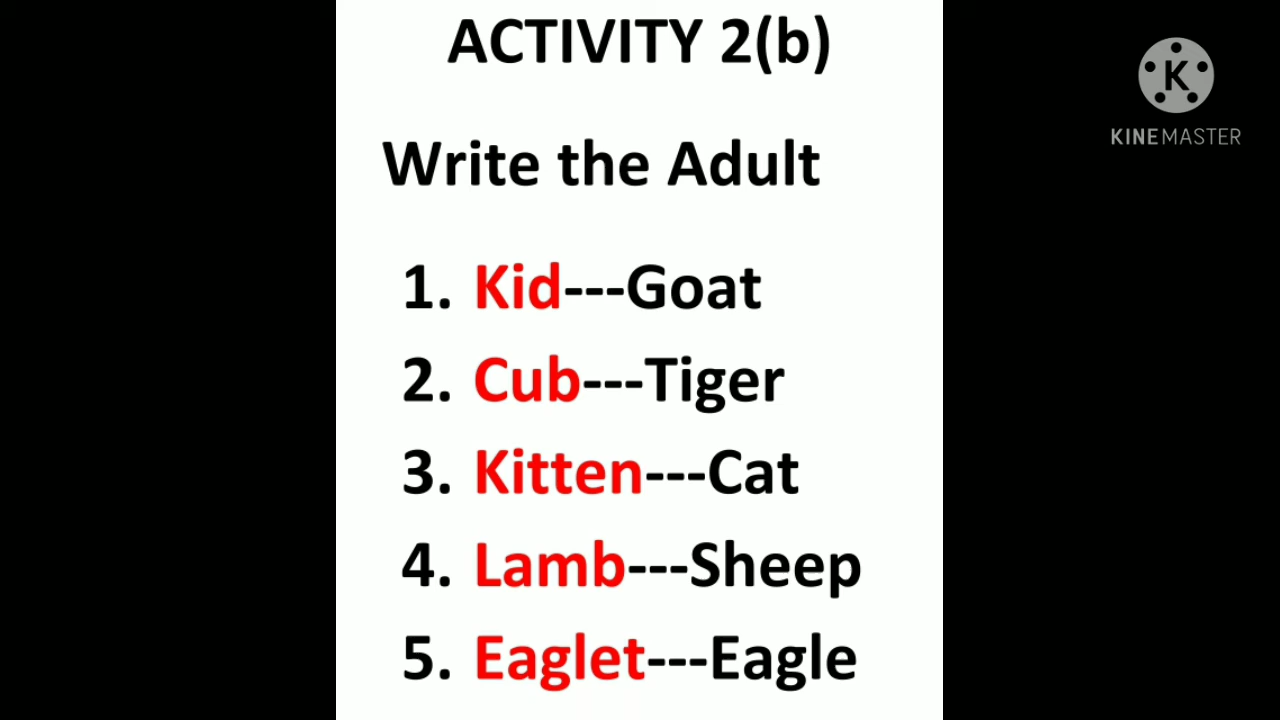 ACTIVITY 2(b)
K
KINEMASTER
Write the Adult
1. Kid---Goat
2. Cub---Tiger
3. Kitten---Cat
4. Lamb---Sheep
5. Eaglet---Eagle